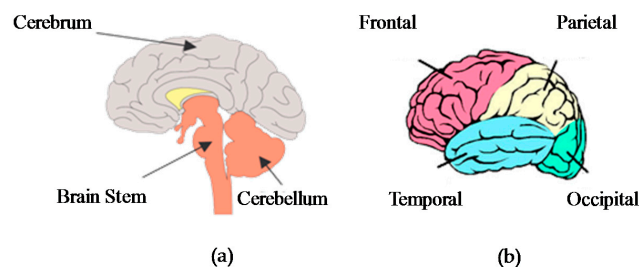 Cerebrum
Brain Stem
Cerebellum
(a)
Frontal
Parietal
Temporal
Occipital
(b)